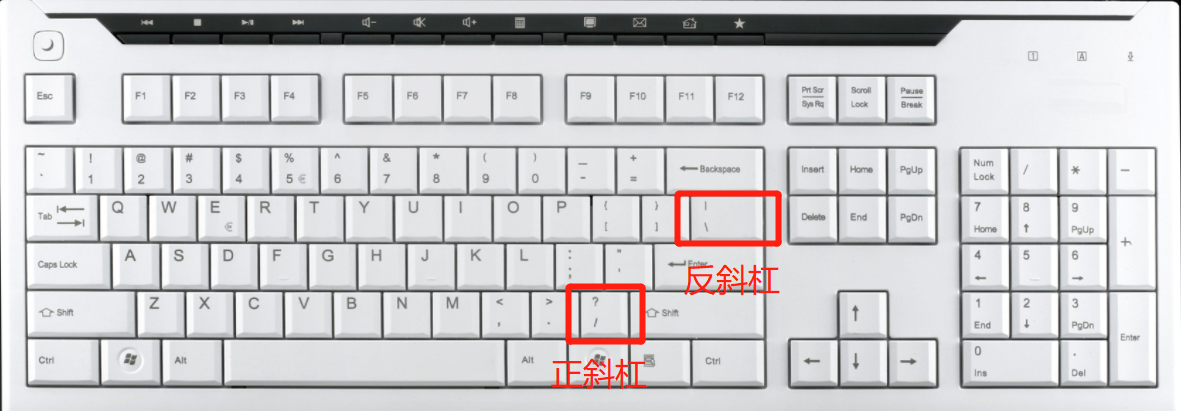 1 A
Esc F1 F2 F3 F4 F5 F6 F7 F8 F9 F10 F11 F12 Prt Scr Scroll Pause
Sys Rq Lock Break
~ ! @ # $ % ^ & * ( ) _ + Backspace Insert Home PgUp Num / * -
1 2 3 4 5 € 6 7 8 9 0 - = Lock
Tab Q W E R T Y U I O P { } | Delete End PgDn 7 8 9 +
€ [ ] \ Home ↑ PgUp
Caps Lock A S D F G H J K L : " Enter 4 5 6
; ' ← →
反斜杠
Shift Z X C V B N M < > ? Shift ↑ 1 2 3 Enter
, . / End ↓ PgDn
Ctrl Alt Alt Ctrl ← ↓ → 0 .
Ins Del
正斜杠